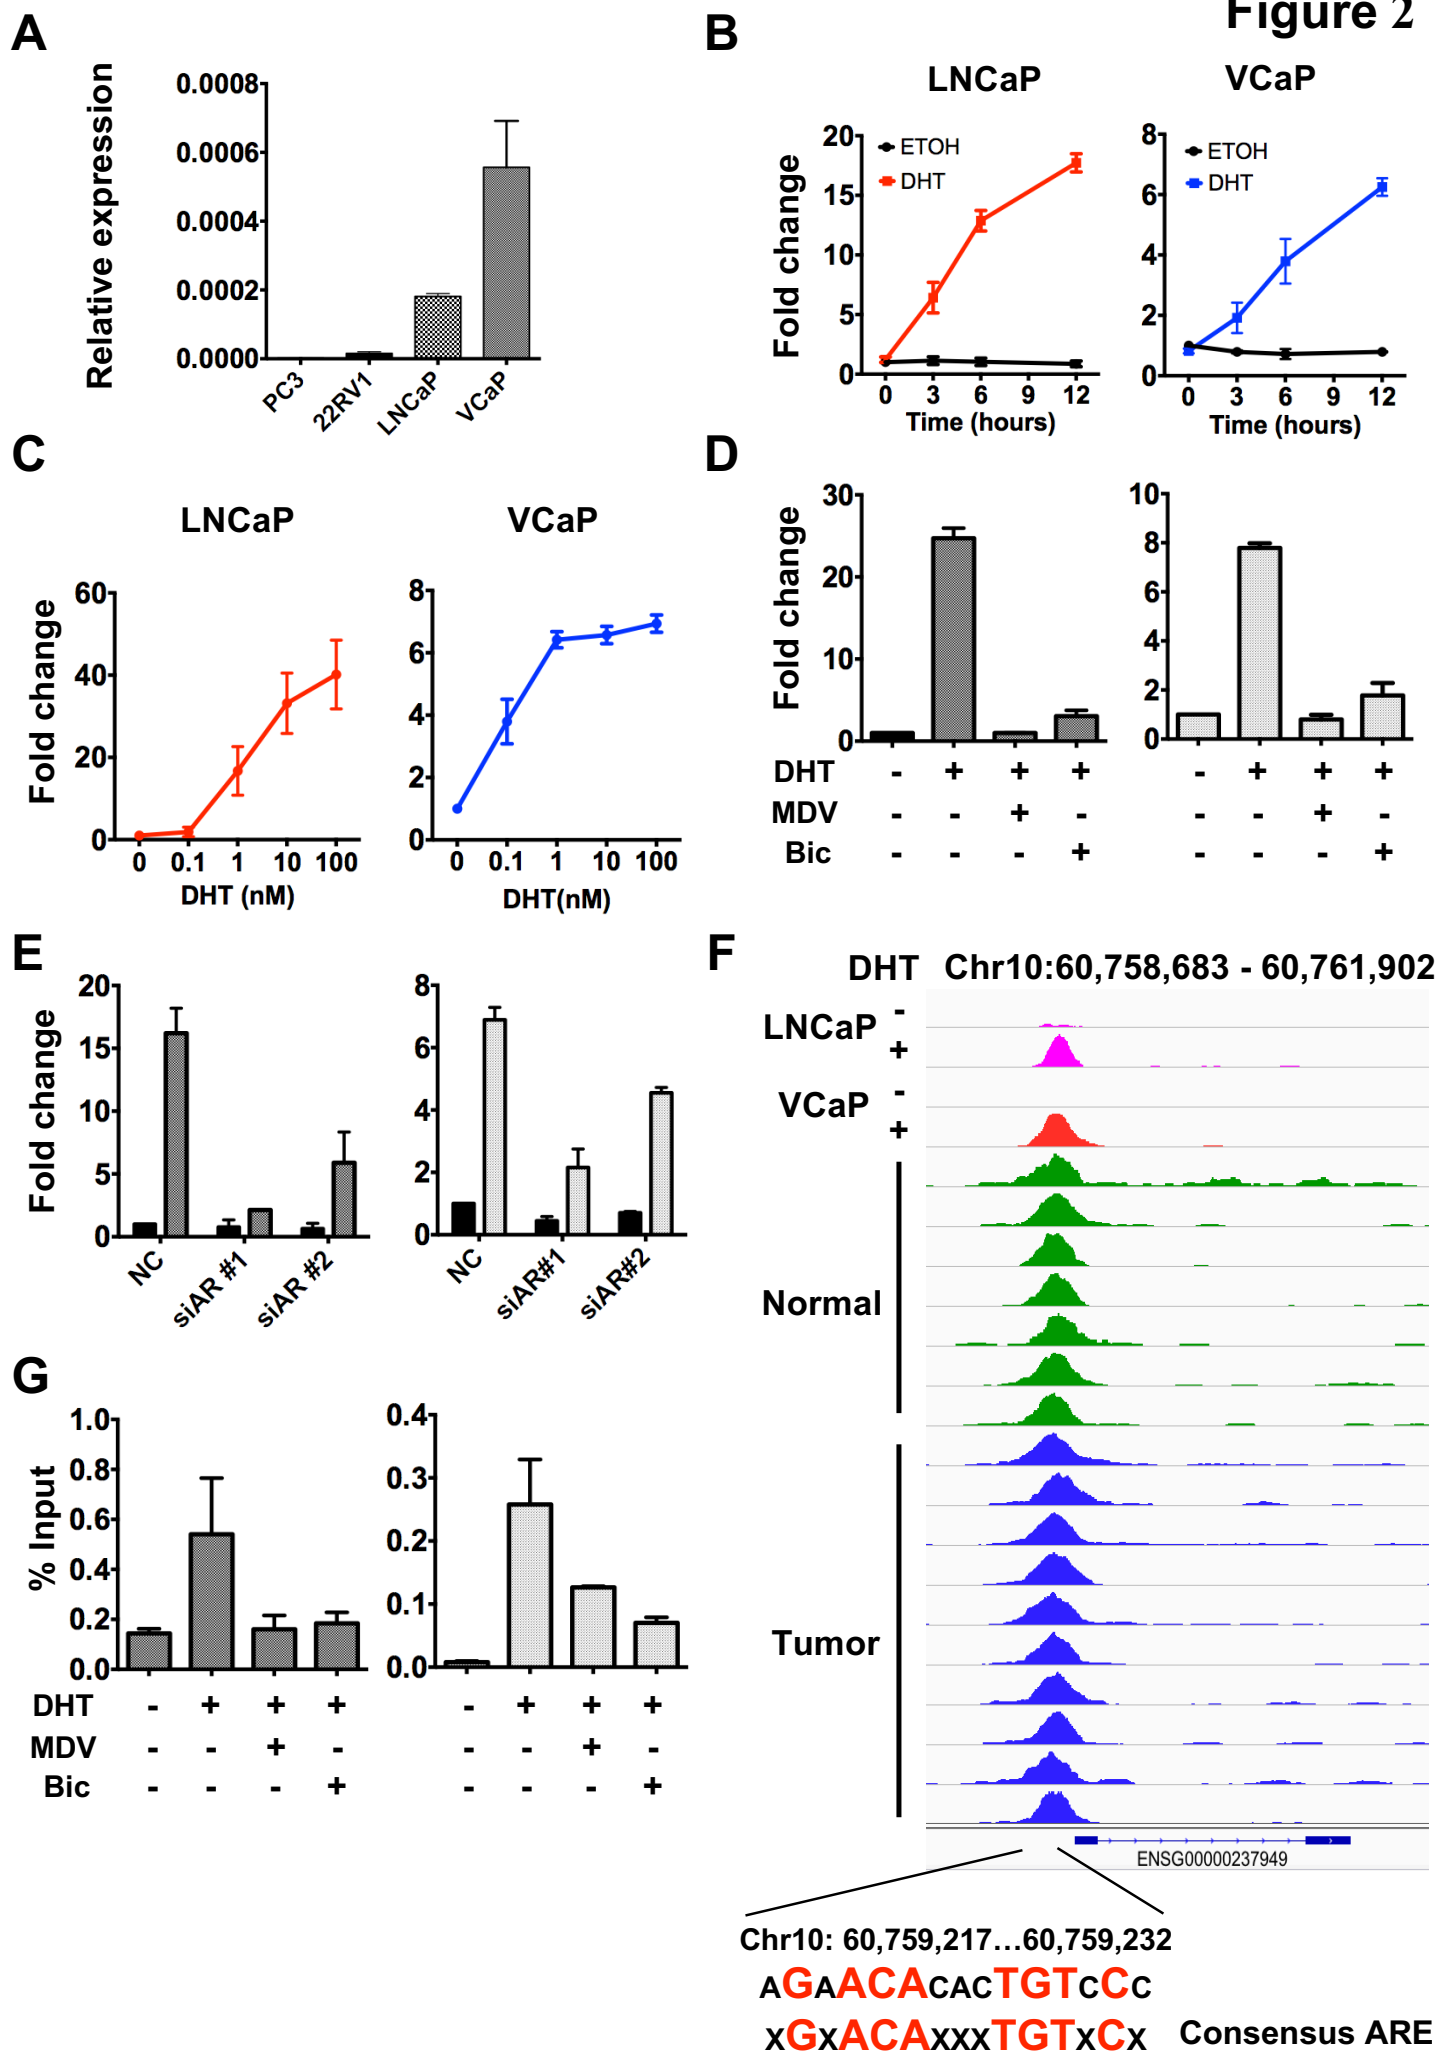 Figure 2
A
Relative expression
0.0008
0.0006
0.0004
0.0002
0.0000
PC3
22RV1
LNCaP
VCaP
B
LNCaP
Fold change
20
15
10
5
0
ETOH
DHT
0 3 6 9 12
Time (hours)
VCaP
8
6
4
2
0
ETOH
DHT
0 3 6 9 12
Time (hours)
C
LNCaP
Fold change
60
40
20
0
0 0.1 1 10 100
DHT (nM)
VCaP
8
6
4
2
0
0 0.1 1 10 100
DHT(nM)
D
Fold change
30
20
10
0
10
8
6
4
2
0
DHT - + + + - + + +
MDV - - + - - - + -
Bic - - - + - - - +
E
Fold change
20
15
10
5
0
NC
siAR #1
siAR #2
8
6
4
2
0
NC
siAR#1
siAR#2
F
DHT Chr10:60,758,683 - 60,761,902
LNCaP
-
+
VCaP
-
+
Normal
Tumor
ENSG00000237949
Chr10: 60,759,217...60,759,232
AGAACACACTGTCCC
XGXACAXXXTGTXCX Consensus ARE
G
% Input
1.0
0.8
0.6
0.4
0.2
0.0
0.4
0.3
0.2
0.1
0.0
DHT - + + + - + + +
MDV - - + - - - + -
Bic - - - + - - - +